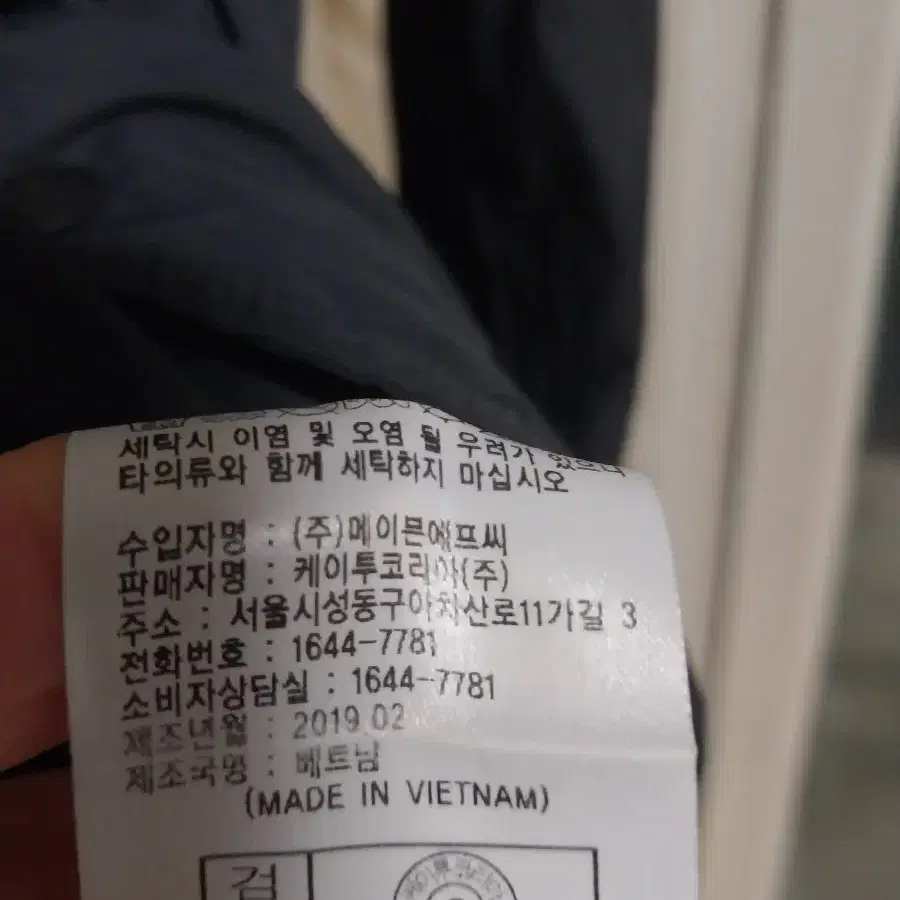 세탁시 이염 및 오염 될 우려가 있으니
타의류와 함께 세탁하지 마십시오
수입자명 : (주)메이븐에프씨
판매자명 : 케이투코리아(주)
주소 : 서울시성동구아차산로11가길 3
전화번호 : 1644-7781
소비자상담실 : 1644-7781
제조년월 : 2019.02
제조국명 : 베트남
(MADE IN VIETNAM)
검